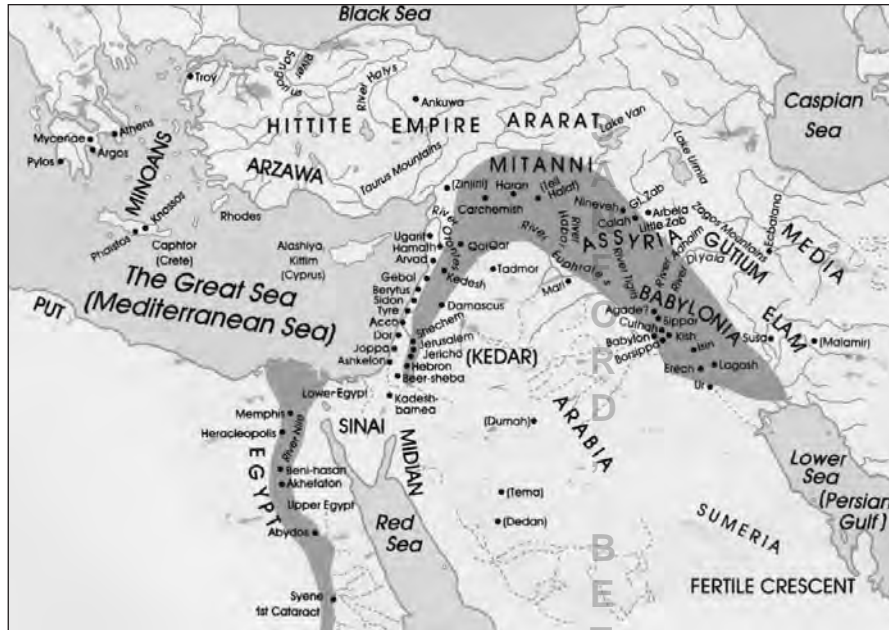 Black Sea
Caspian
Sea
Troy
River
Sangarius
River Halys
Ankuwa
HITTITE EMPIRE
ARARAT
Lake Van
Lake Urmia
Mycenae
Athens
Argos
Pylos
MINOANS
ARZAWA
Taurus Mountains
MITANNI
(Zinjirli)
Haran
(Tell
Halaf)
Carchemish
Nineveh
Gt. Zab
Calah
Arbela
Little Zab
Zagos Mountains
Ecbatana
MEDIA
Knossos
Phaistos
Rhodes
Caphtor
(Crete)
Alashiya
Kittim
(Cyprus)
Ugarit
Hamath
Arvad
River Orontes
QarQar
River Habor
River Euphrates
ASSYRIA
River Tigris
River Adhaim
River Diyala
GUTIUM
The Great Sea
(Mediterranean Sea)
Gebal
Berytus
Sidon
Tyre
Acco
Dor
Joppa
Ashkelon
Kedesh
Tadmor
Mari
Damascus
Shechem
Jerusalem
Jericho
Hebron
Beer-sheba
PUT
(KEDAR)
BABYLONIA
Agade?
Sippar
Cuthah
Kish
Babylon
Borsippa
Isin
Susa
ELAM
(Malamir)
Lagash
Erech
Ur
Lower Egypt
Kadesh-
barnea
Memphis
SINAI
Heracleopolis
River Nile
MIDIAN
(Dumah)
ARABIA
EGYPT
Beni-hasan
Akhetaton
Upper Egypt
(Tema)
(Dedan)
Abydos
Red
Sea
Lower
Sea
(Persian
Gulf)
SUMERIA
Syene
1st Cataract
FERTILE CRESCENT